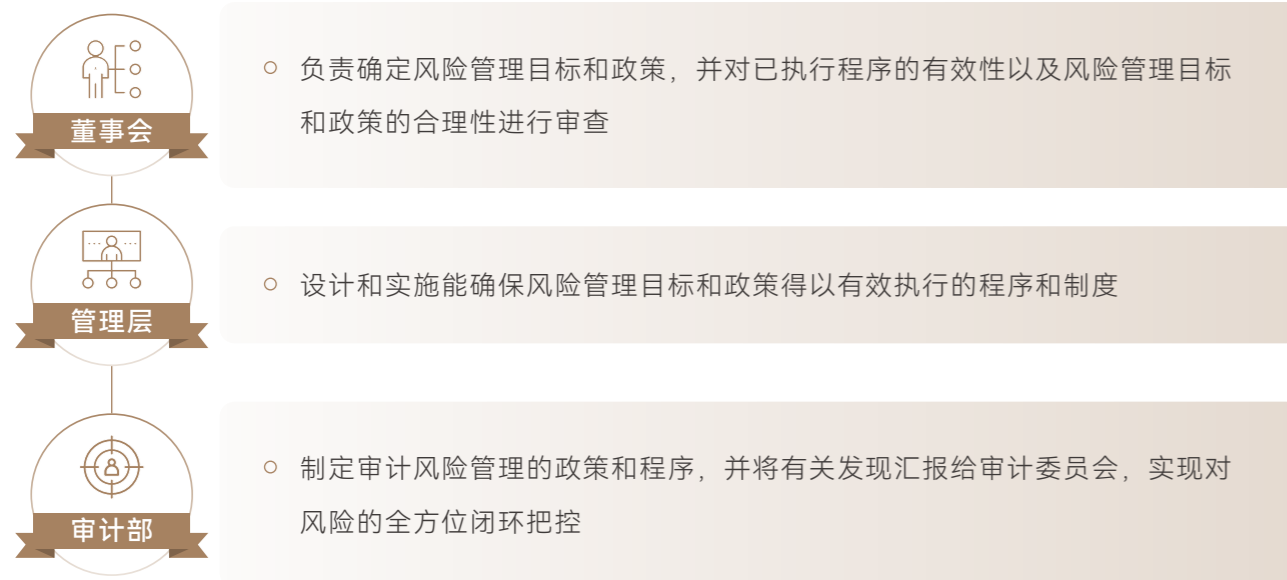 董事会
负责确定风险管理目标和政策，并对已执行程序的有效性以及风险管理目标
和政策的合理性进行审查
管理层
设计和实施能确保风险管理目标和政策得以有效执行的程序和制度
审计部
制定审计风险管理的政策和程序，并将有关发现汇报给审计委员会，实现对
风险的全方位闭环把控